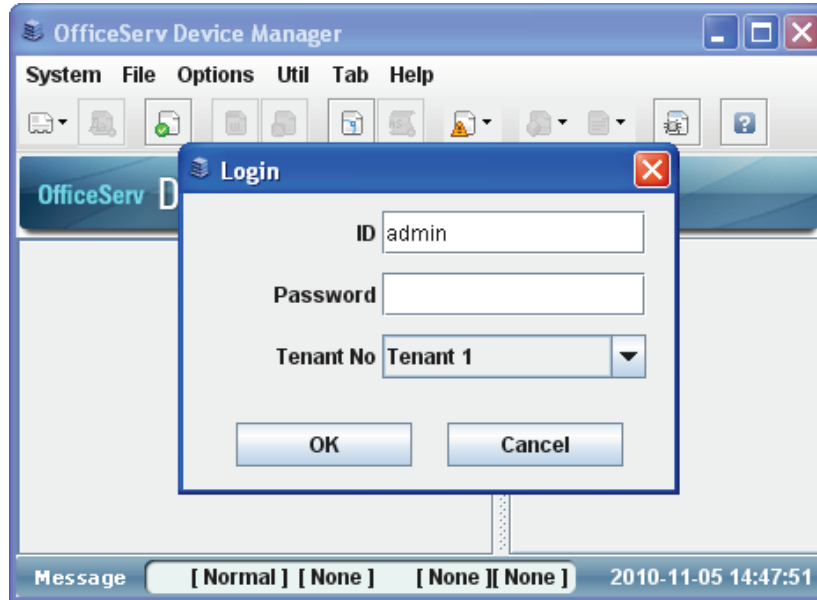 OfficeServ Device Manager
System File Options Util Tab Help
OfficeServ D
Login
ID admin
Password
Tenant No Tenant 1
OK Cancel
Message [ Normal ] [ None ] [ None ][ None ] 2010-11-05 14:47:51